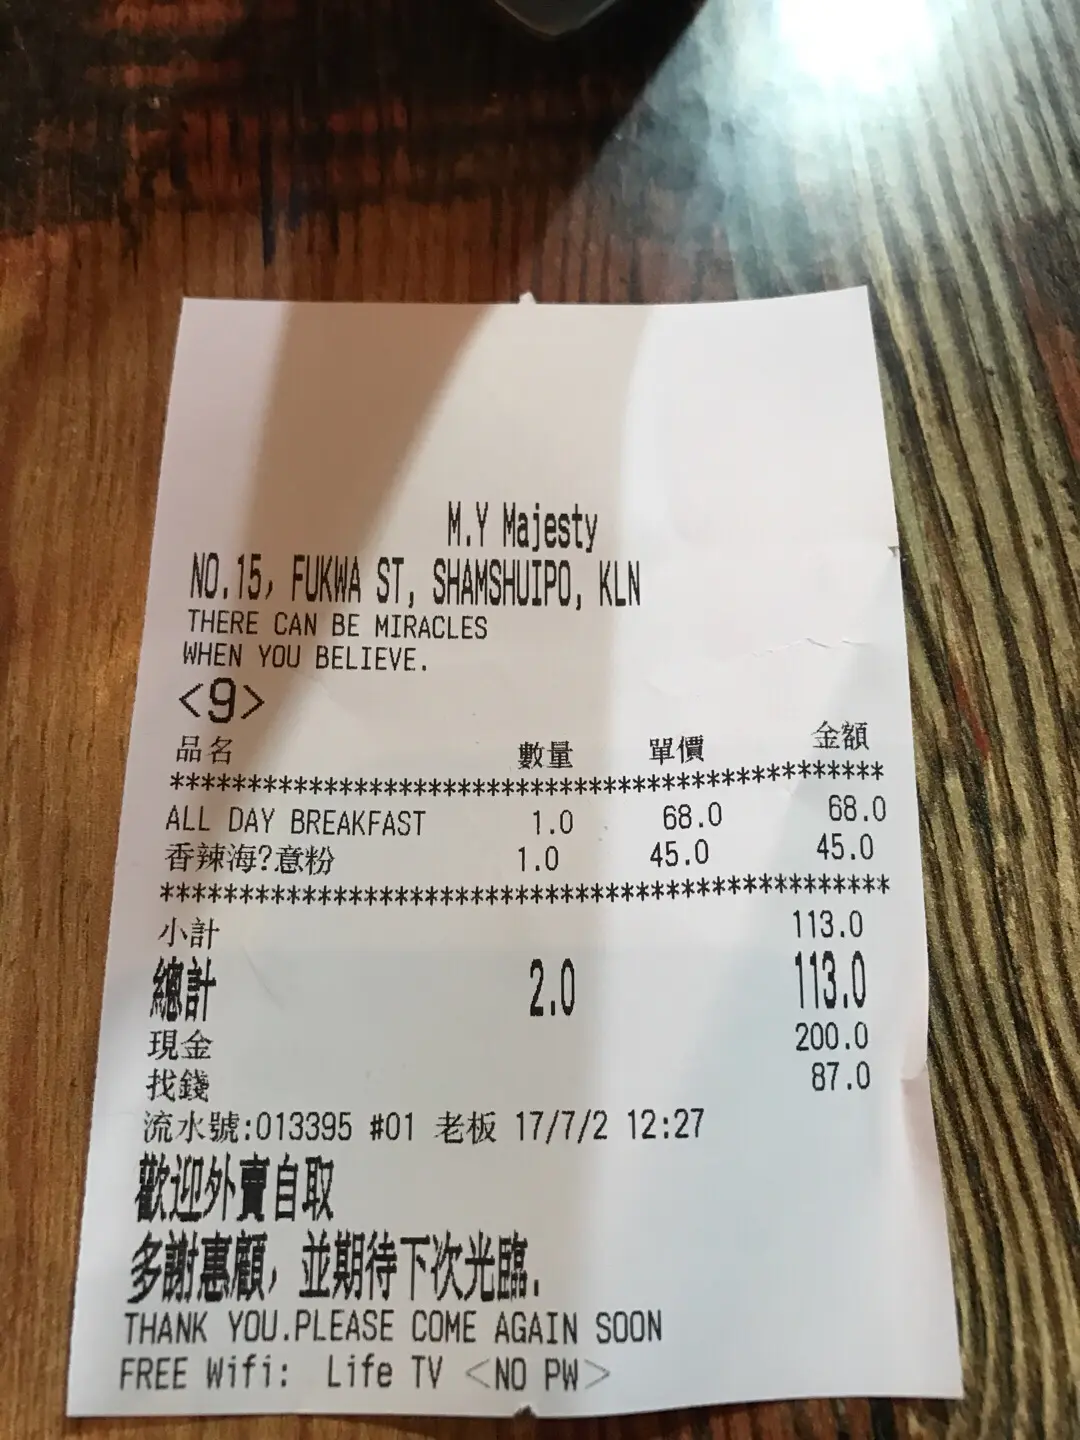 M.Y Majesty
NO.15, FUKWA ST, SHAMSHUIPO, KLN
THERE CAN BE MIRACLES
WHEN YOU BELIEVE.
<9>
品名 數量 單價 金額
**********************************************
ALL DAY BREAKFAST 1.0 68.0 68.0
香辣海?意粉 1.0 45.0 45.0
**********************************************
小計 113.0
總計 2.0 113.0
現金 200.0
找錢 87.0
流水號:013395 #01 老板 17/7/2 12:27
歡迎外賣自取
多謝惠顧, 並期待下次光臨.
THANK YOU.PLEASE COME AGAIN SOON
FREE Wifi: Life TV <NO PW>